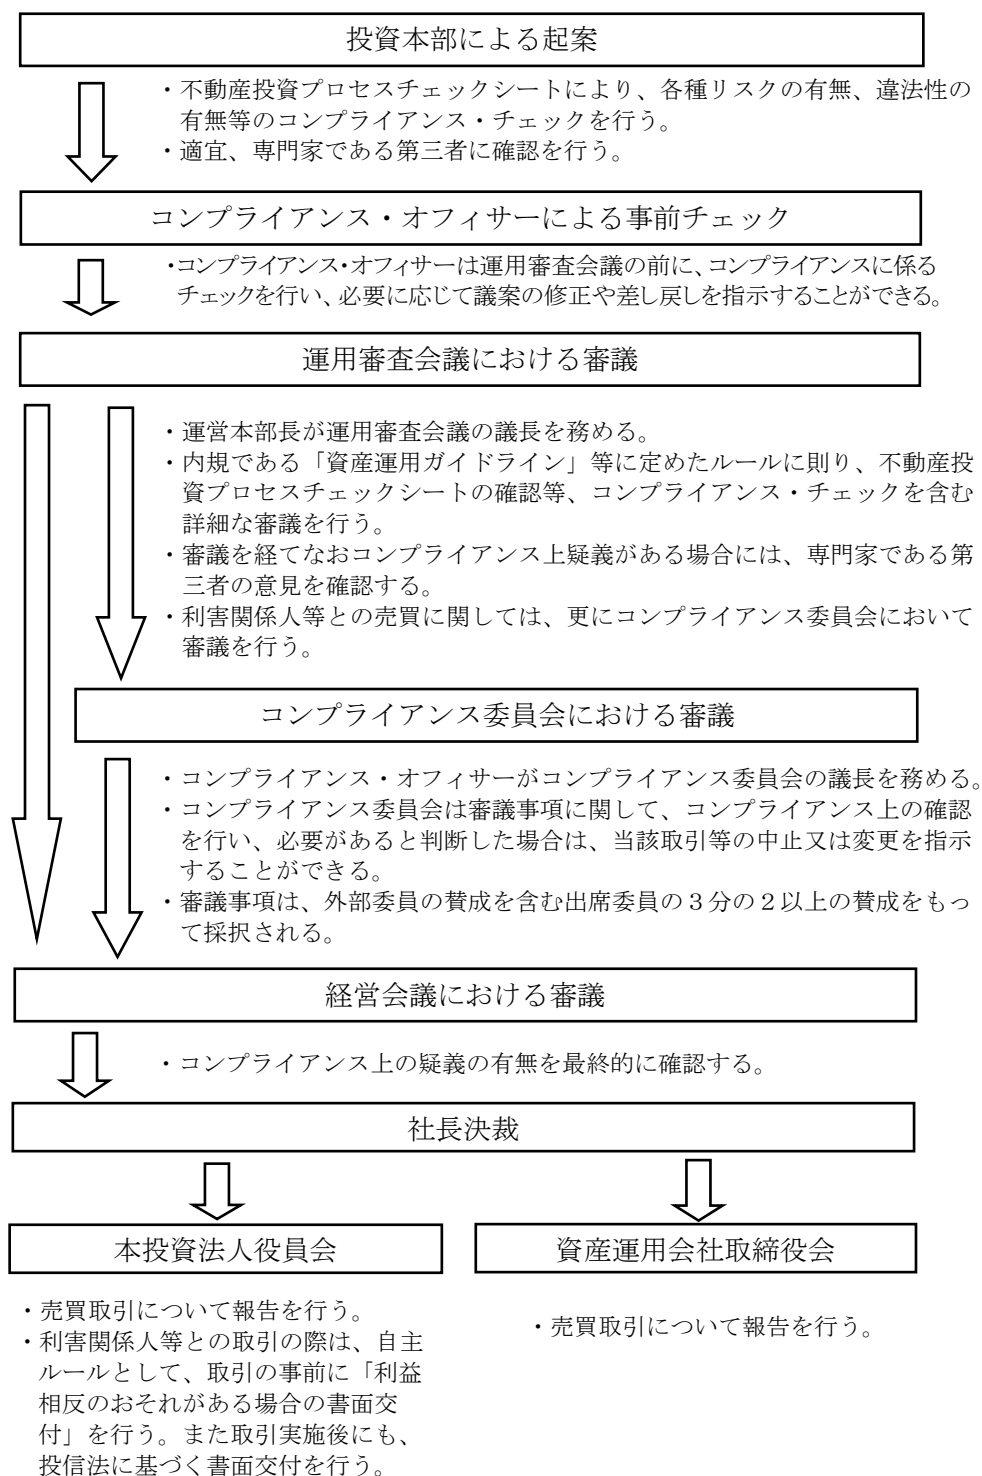 投資本部による起案
・不動産投資プロセスチェックシートにより、各種リスクの有無、違法性の
有無等のコンプライアンス・チェックを行う。
・適宜、専門家である第三者に確認を行う。
コンプライアンス・オフィサーによる事前チェック
・コンプライアンス・オフィサーは運用審査会議の前に、コンプライアンスに係る
チェックを行い、必要に応じて議案の修正や差し戻しを指示することができる。
運用審査会議における審議
・運営本部長が運用審査会議の議長を務める。
・内規である「資産運用ガイドライン」等に定めたルールに則り、不動産投
資プロセスチェックシートの確認等、コンプライアンス・チェックを含む
詳細な審議を行う。
・審議を経てなおコンプライアンス上疑義がある場合には、専門家である第
三者の意見を確認する。
・利害関係人等との売買に関しては、更にコンプライアンス委員会において
審議を行う。
コンプライアンス委員会における審議
・コンプライアンス・オフィサーがコンプライアンス委員会の議長を務める。
・コンプライアンス委員会は審議事項に関して、コンプライアンス上の確認
を行い、必要があると判断した場合は、当該取引等の中止又は変更を指示
することができる。
・審議事項は、外部委員の賛成を含む出席委員の３分の２以上の賛成をもっ
て採択される。
経営会議における審議
・コンプライアンス上の疑義の有無を最終的に確認する。
社長決裁
本投資法人役員会
・売買取引について報告を行う。
・利害関係人等との取引の際は、自主
ルールとして、取引の事前に「利益
相反のおそれがある場合の書面交
付」を行う。また取引実施後にも、
投信法に基づく書面交付を行う。
資産運用会社取締役会
・売買取引について報告を行う。